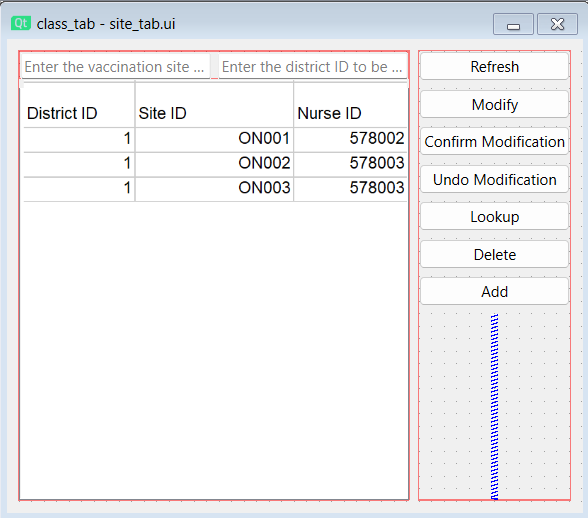 Qt class_tab - site_tab.ui
Enter the vaccination site ... Enter the district ID to be ...
District ID Site ID Nurse ID
1 ON001 578002
1 ON002 578003
1 ON003 578003
Refresh
Modify
Confirm Modification
Undo Modification
Lookup
Delete
Add